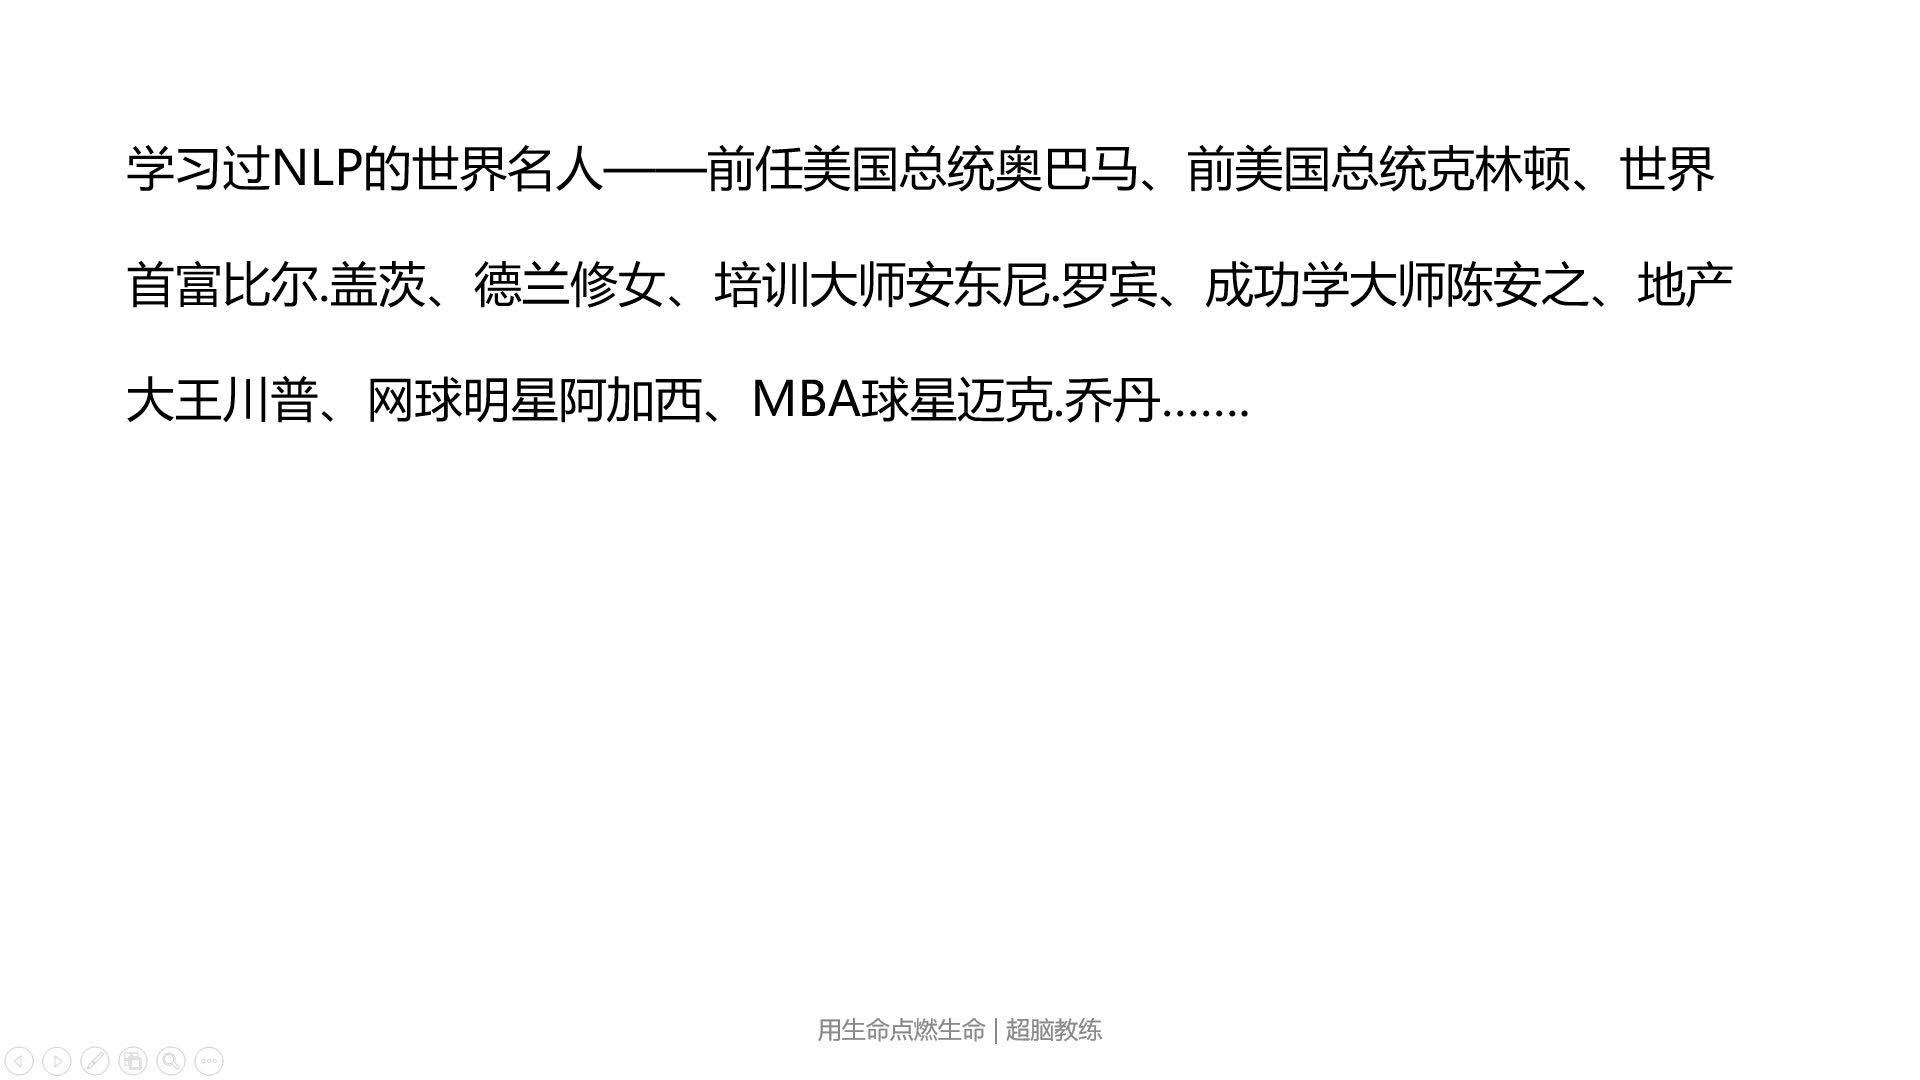 学习过NLP的世界名人——前任美国总统奥巴马、前美国总统克林顿、世界
首富比尔.盖茨、德兰修女、培训大师安东尼.罗宾、成功学大师陈安之、地产
大王川普、网球明星阿加西、MBA球星迈克.乔丹.......
用生命点燃生命 | 超脑教练